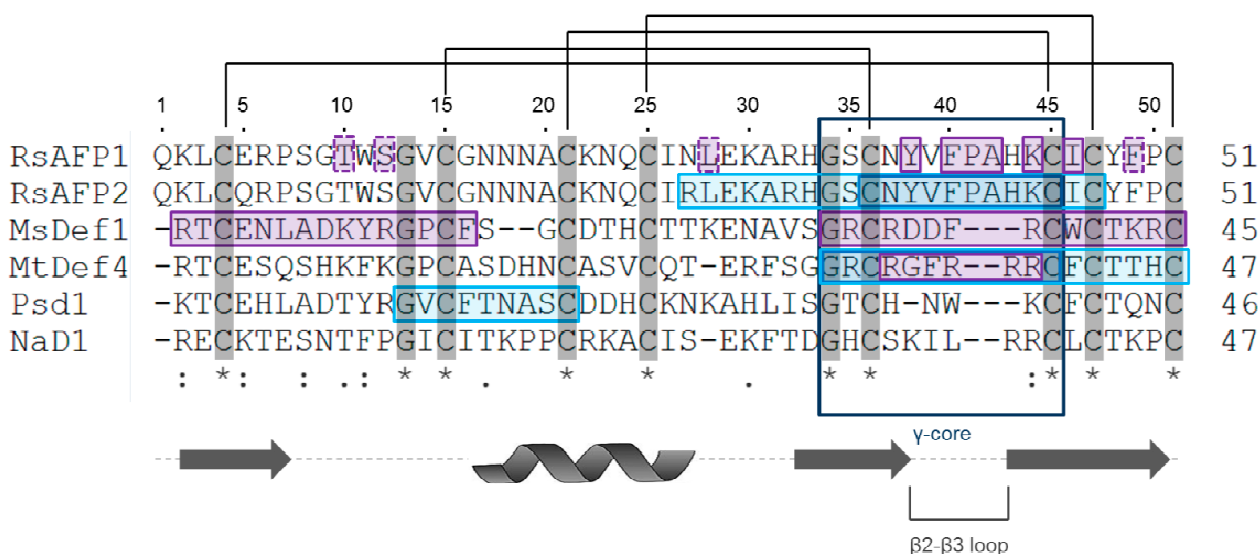 1 5 10 15 20 25 30 35 40 45 50
RsAFP1 QKLCERPSGTWSGVCGNNNACKNQCINLEKARHGSCNYVFPAHKCICYFPC 51
RsAFP2 QKLCQRPSGTWSGVCGNNNACKNQCIRLEKARHGSCNYVFPAHKCICYFPC 51
MsDef1 -RTCENLADKYRGPCFS--GCDTHCTTKENAVSGRCRDDF---RCWCTKRC 45
MtDef4 -RTCESQSHKFKGPCASDHNCASVCQT-ERFSGGRCRGFR--RRCFCTTHC 47
Psd1 -KTCEHLADTYRGVCFTNASCDDHCKNKAHLISGTCH-NW---KCFCTQNC 46
NaD1 -RECKTESNTFPGICITKPPCRKACIS-EKFTDGHCSKIL--RRCLCTKPC 47
: *: : .: * * . * * . * * :* * *
γ-core
β2-β3 loop